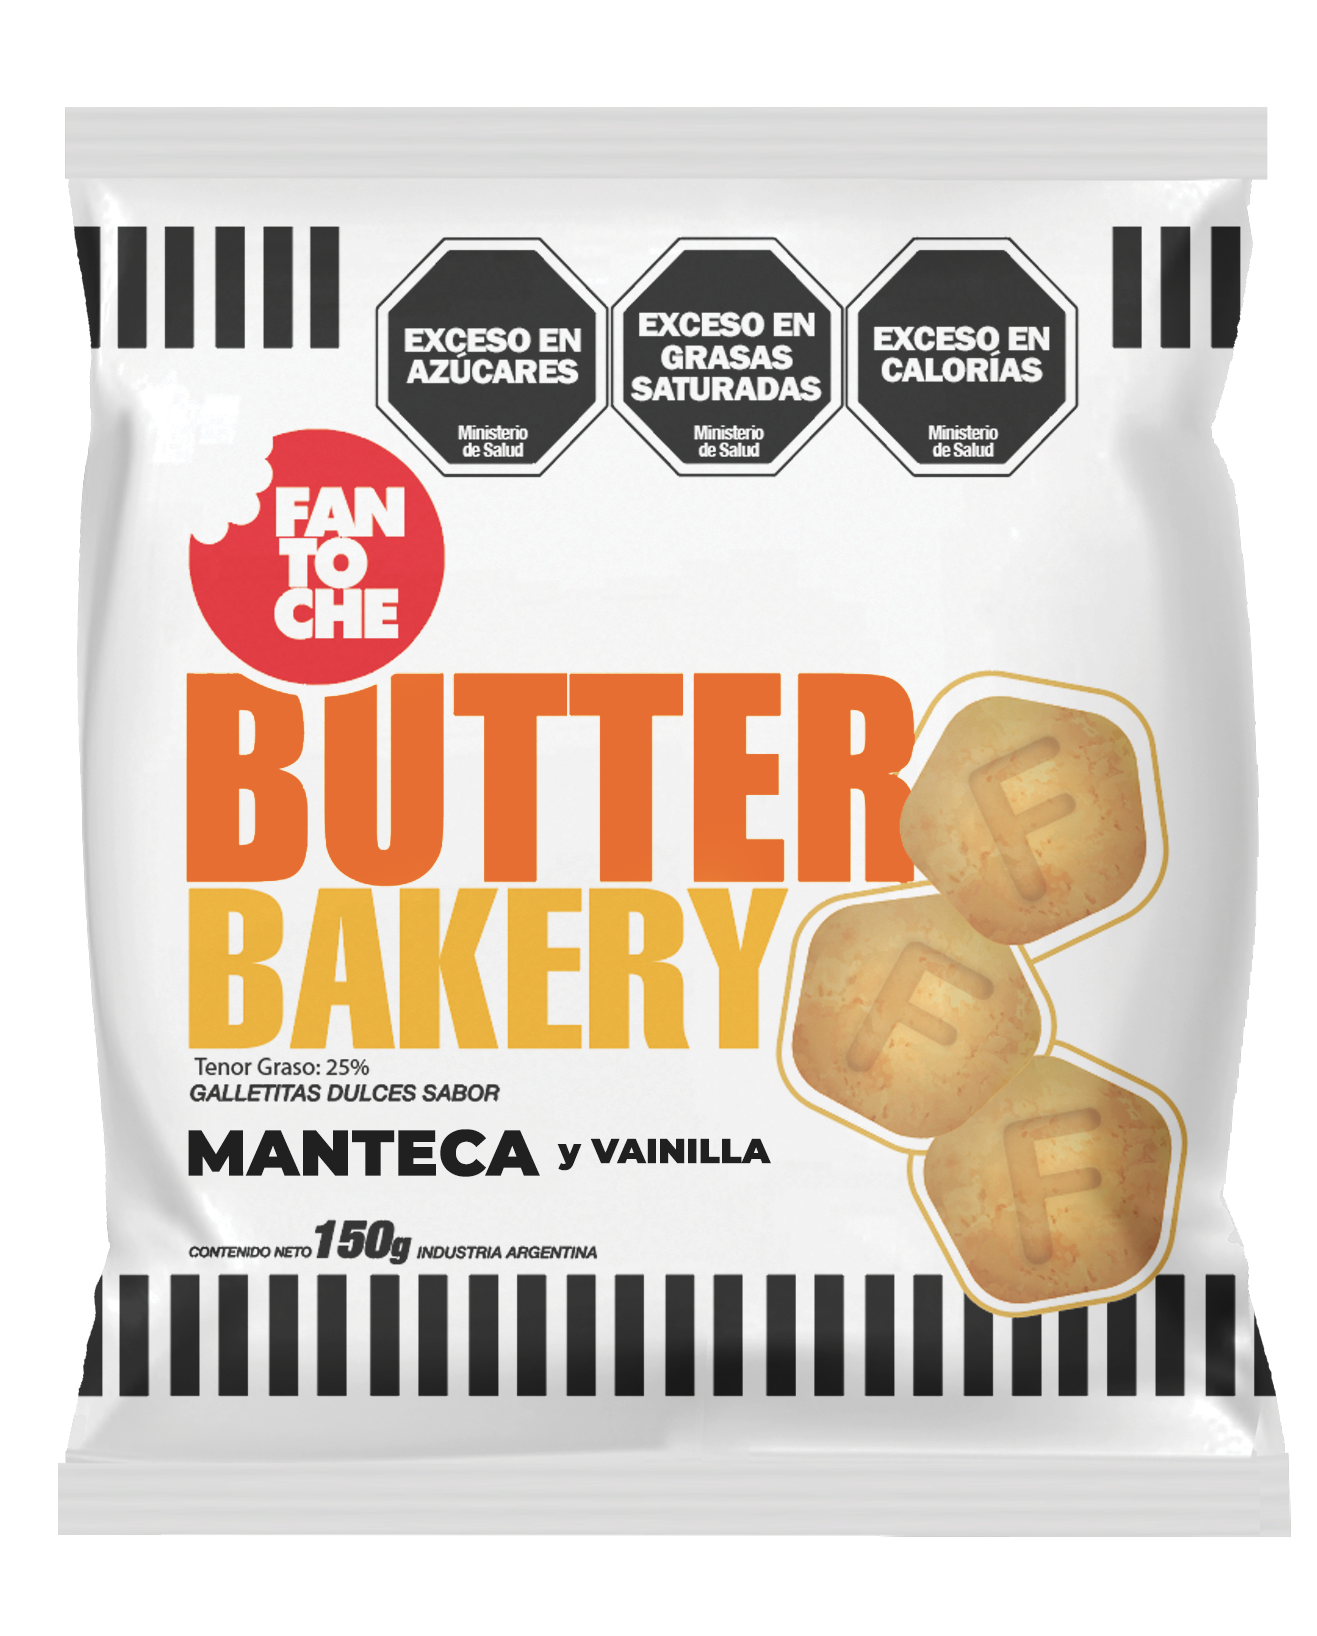 EXCESO EN
AZÚCARES
Ministerio
de Salud
EXCESO EN
GRASAS
SATURADAS
Ministerio
de Salud
EXCESO EN
CALORÍAS
Ministerio
de Salud
FAN
TO
CHE
BUTTER
BAKERY
Tenor Graso: 25%
GALLETITAS DULCES SABOR
MANTECA y VAINILLA
CONTENIDO NETO 150g INDUSTRIA ARGENTINA
F
F
F